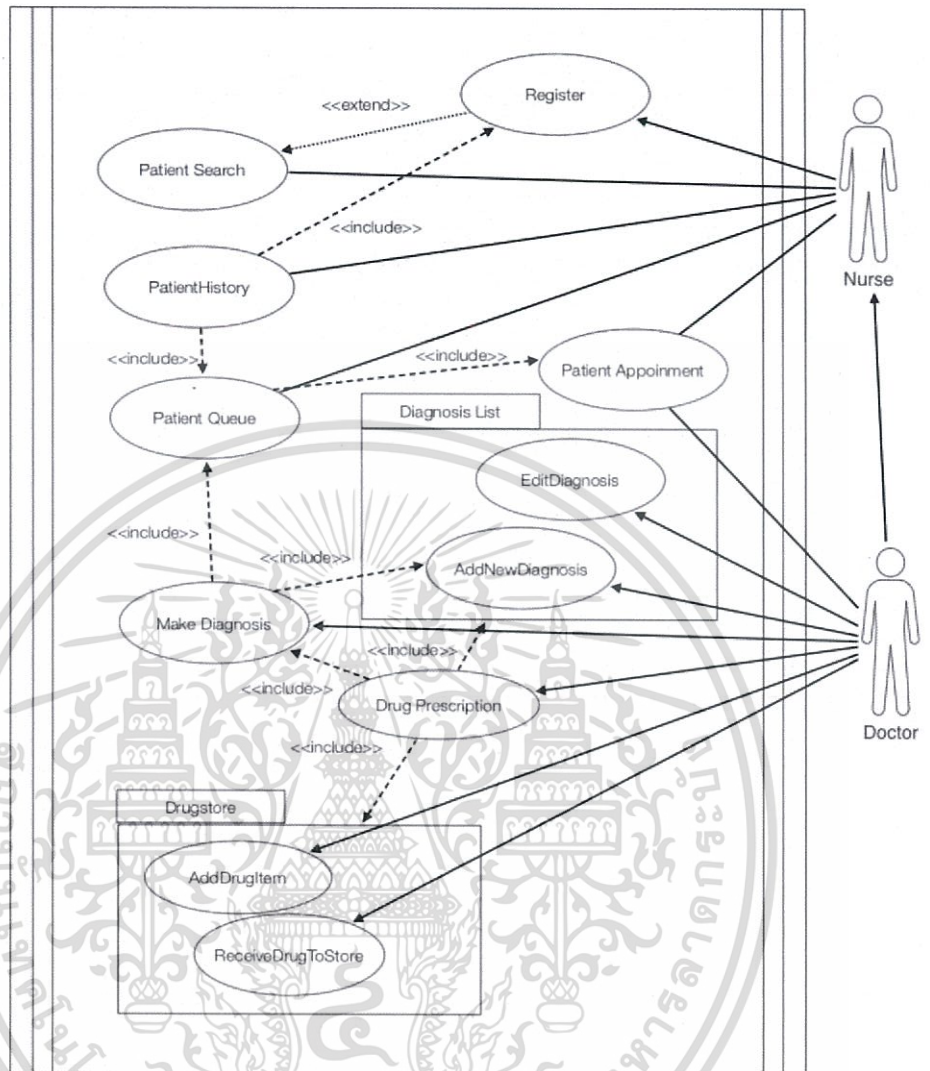 Register
<<extend>>
Patient Search
<<include>>
PatientHistory
Nurse
<<include>>
<<include>>
Patient Appoinment
Patient Queue
Diagnosis List
EditDiagnosis
<<include>>
<<include>>
AddNewDiagnosis
Make Diagnosis
<<include>>
<<include>>
Drug Prescription
Doctor
<<include>>
Drugstore
AddDrugItem
ReceiveDrugToStore